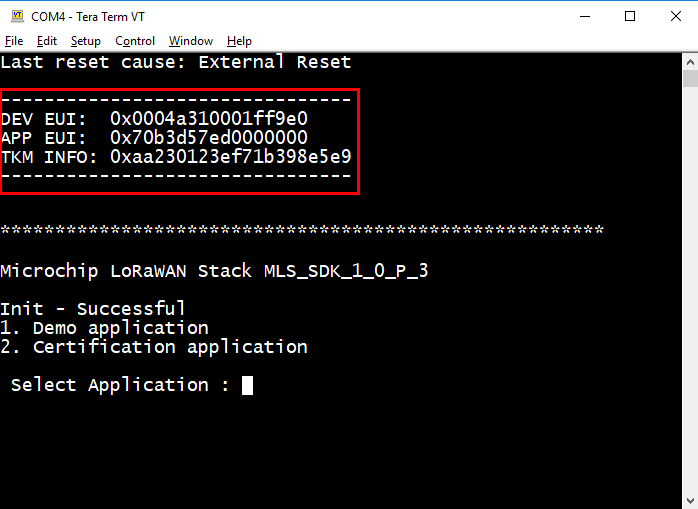 COM4 - Tera Term VT
File Edit Setup Control Window Help
Last reset cause: External Reset
--------------------------------
DEV EUI:  0x0004a310001ff9e0
APP EUI:  0x70b3d57ed0000000
TKM INFO: 0xaa230123ef71b398e5e9
--------------------------------
*******************************************************
Microchip LoRaWAN Stack MLS_SDK_1_0_P_3
Init - Successful
1. Demo application
2. Certification application
Select Application :